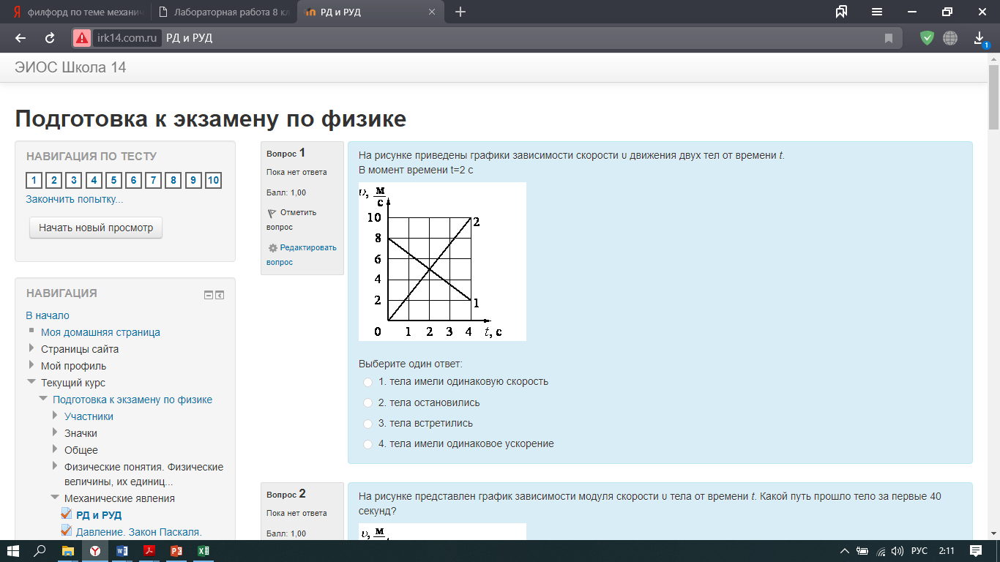 филфорд по теме механич
Лабораторная работа 8 кл
РД и РУД
irk14.com.ru РД и РУД
1
ЭИОС Школа 14
Подготовка к экзамену по физике
НАВИГАЦИЯ ПО ТЕСТУ
1 2 3 4 5 6 7 8 9 10
Закончить попытку...
Начать новый просмотр
НАВИГАЦИЯ
В начало
Моя домашняя страница
Страницы сайта
Мой профиль
Текущий курс
Подготовка к экзамену по физике
Участники
Значки
Общее
Физические понятия. Физические
величины, их единиц...
Механические явления
РД и РУД
Давление. Закон Паскаля.
Вопрос 1
Пока нет ответа
Балл: 1,00
Отметить
вопрос
Редактировать
вопрос
На рисунке приведены графики зависимости скорости υ движения двух тел от времени t.
В момент времени t=2 с
υ, м/с
10
8
6
4
2
0 1 2 3 4 t, с
2
1
Выберите один ответ:
1. тела имели одинаковую скорость
2. тела остановились
3. тела встретились
4. тела имели одинаковое ускорение
Вопрос 2
Пока нет ответа
Балл: 1,00
На рисунке представлен график зависимости модуля скорости υ тела от времени t. Какой путь прошло тело за первые 40
секунд?
υ, м
РУС 2:11